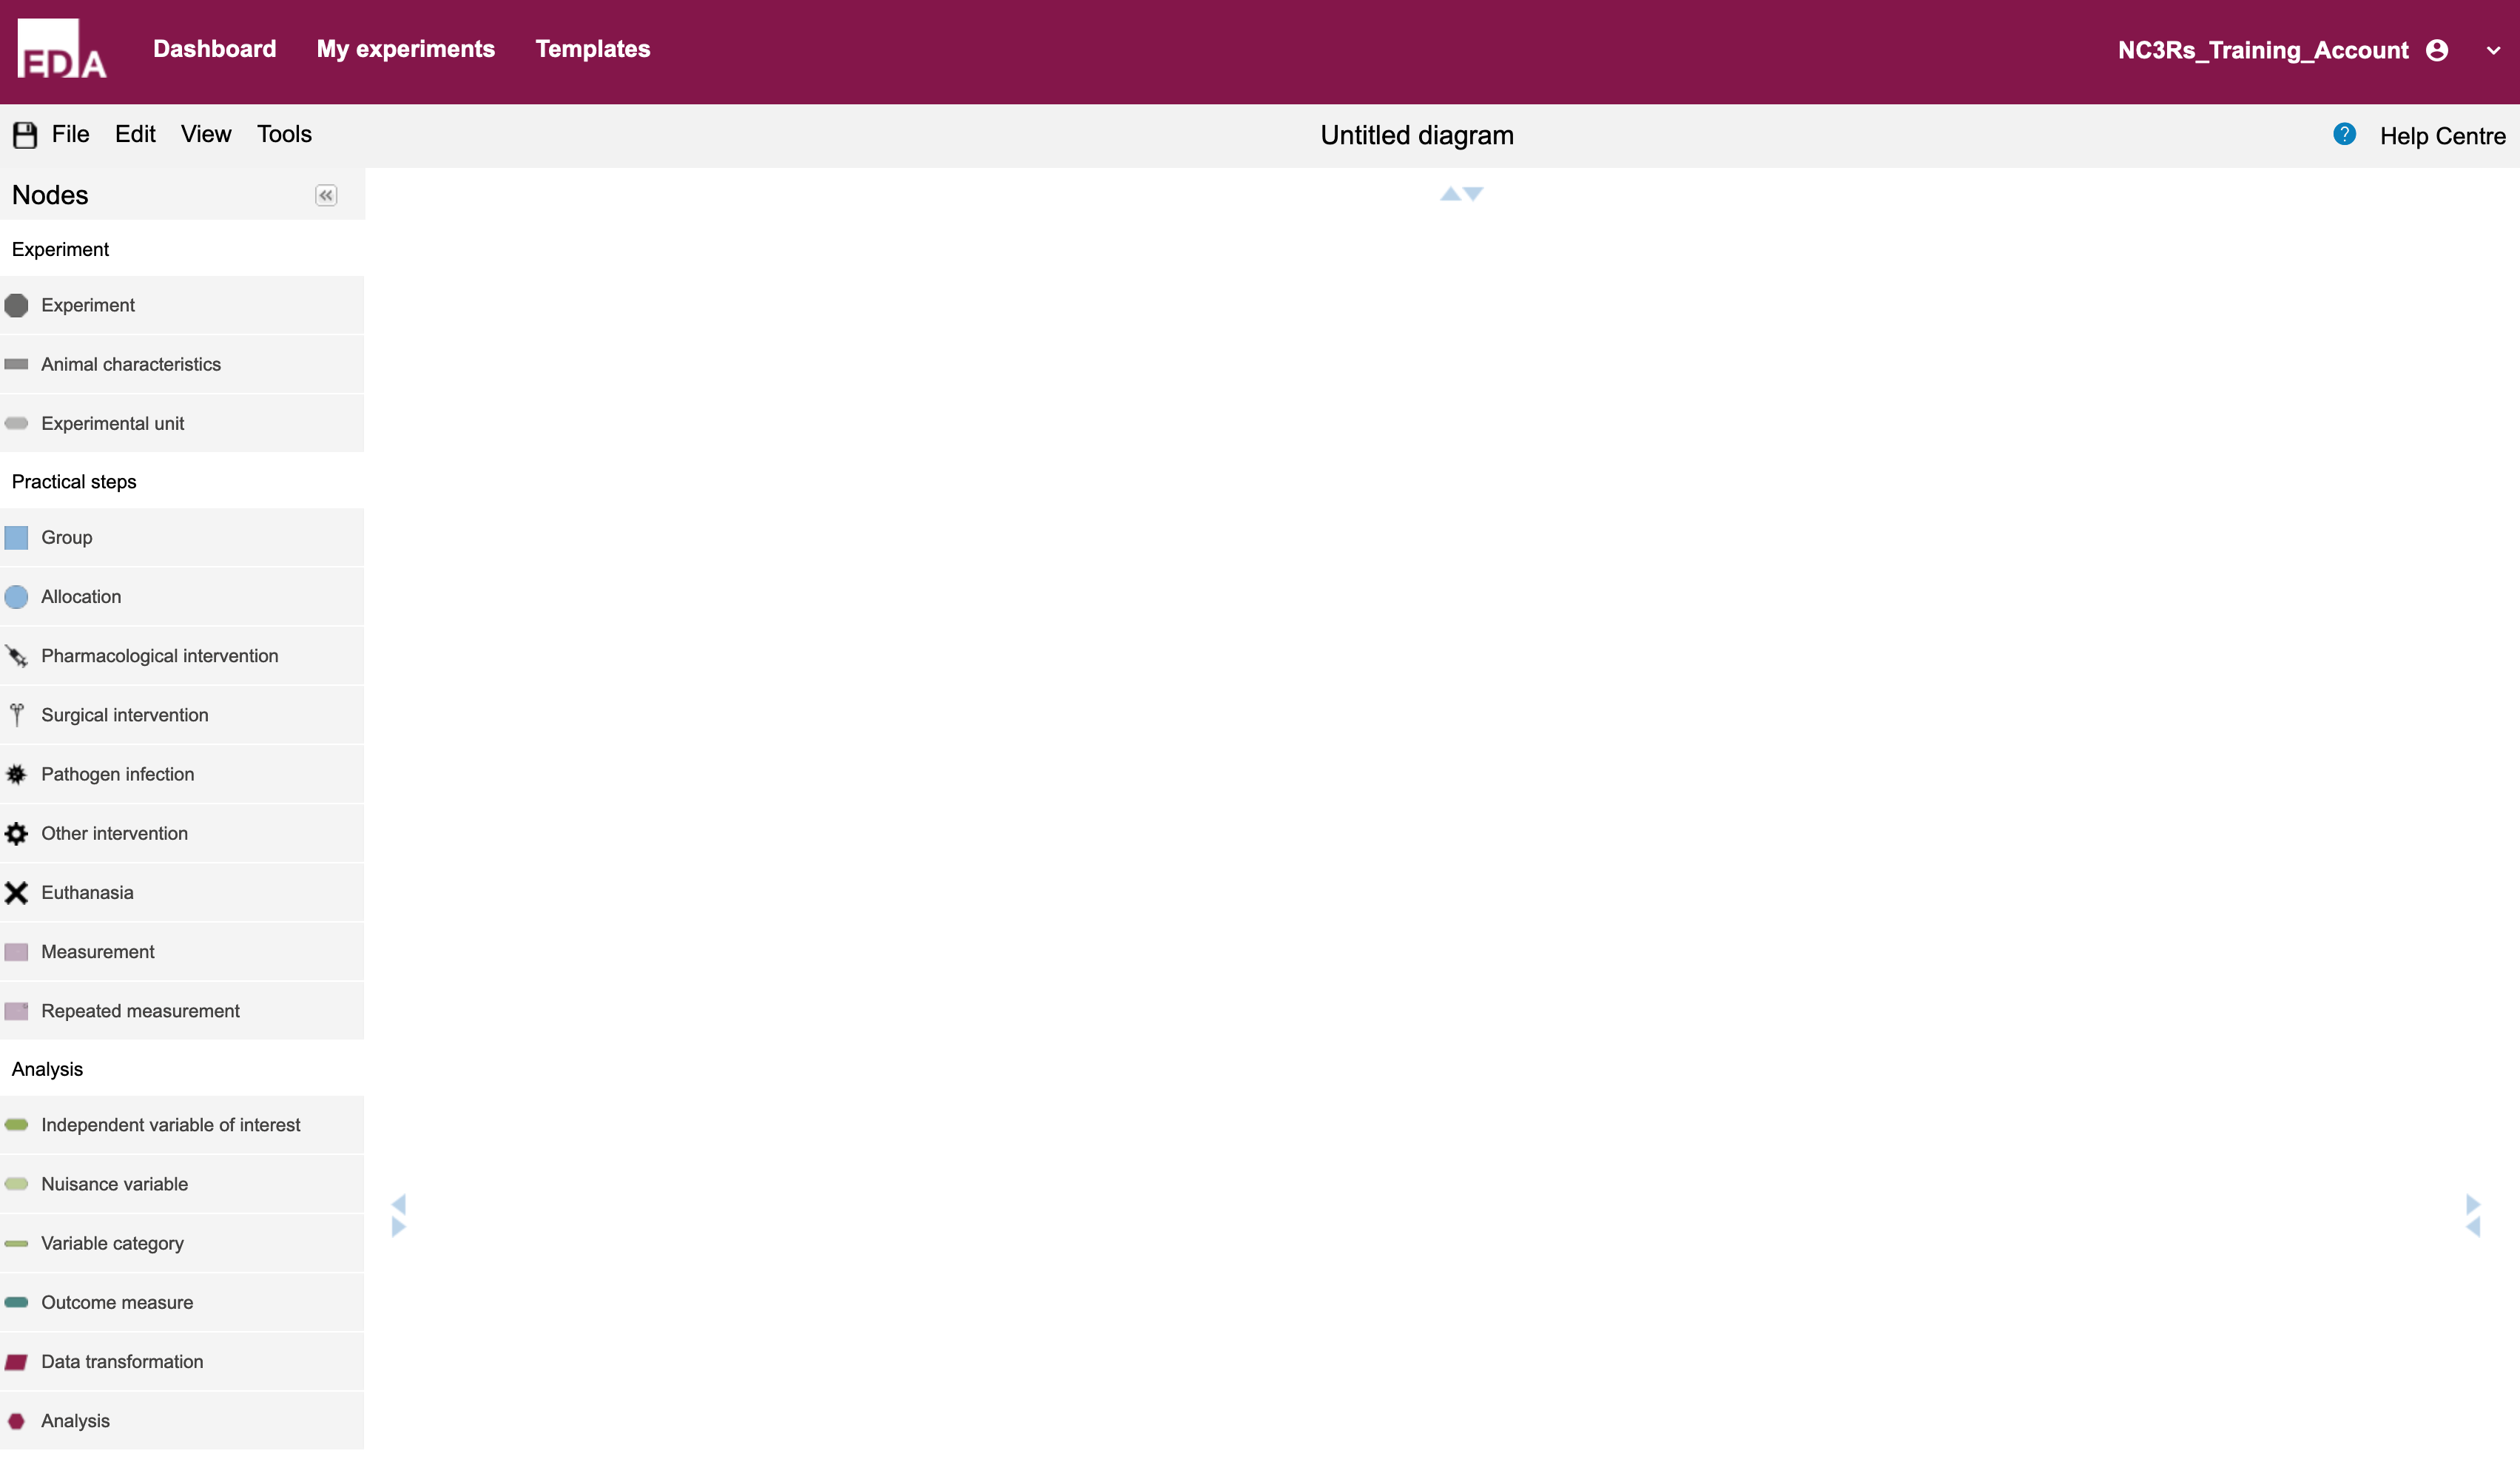 EDA Dashboard My experiments Templates NC3Rs_Training_Account
File Edit View Tools Untitled diagram ? Help Centre
Nodes
Experiment
Experiment
Animal characteristics
Experimental unit
Practical steps
Group
Allocation
Pharmacological intervention
Surgical intervention
Pathogen infection
Other intervention
Euthanasia
Measurement
Repeated measurement
Analysis
Independent variable of interest
Nuisance variable
Variable category
Outcome measure
Data transformation
Analysis